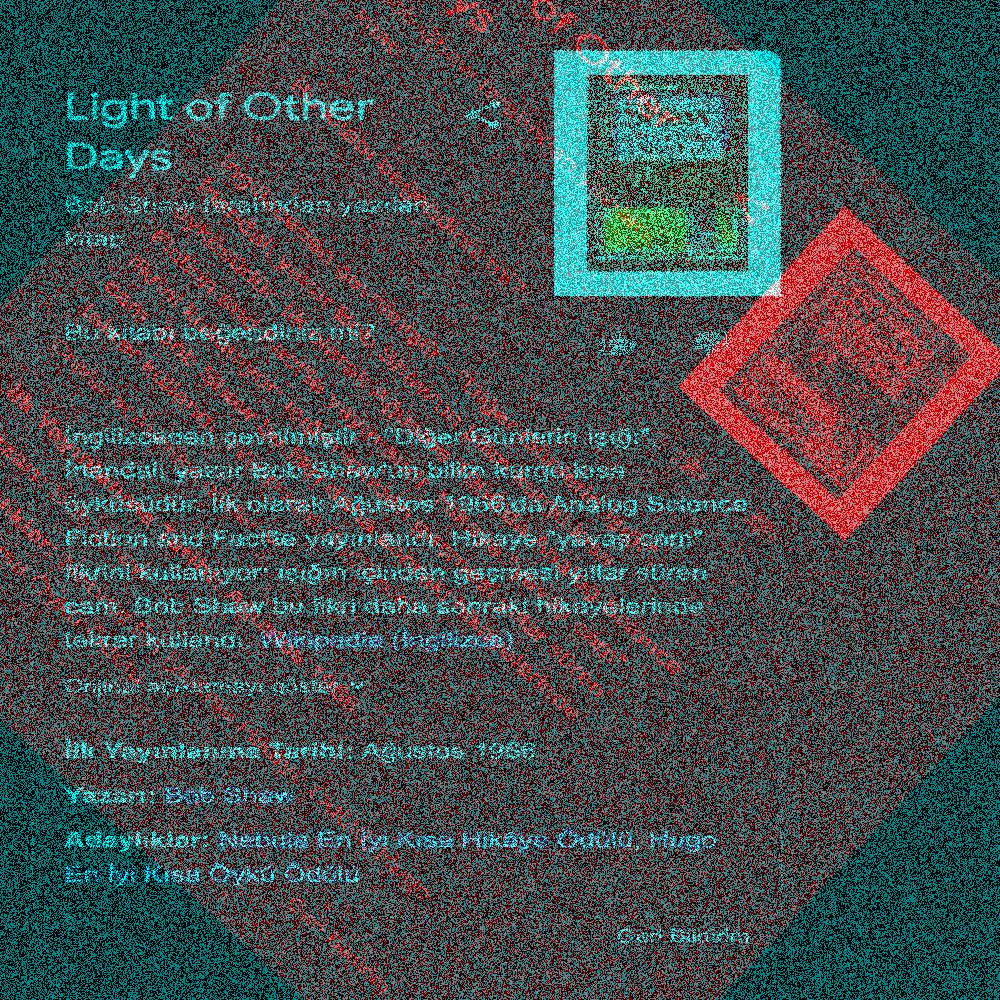 Light of Other
Days
Bob Shaw tarafından yazılan
kitap
Bu kitabı beğendiniz mi?
İngilizceden çevrilmiştir - "Diğer Günlerin Işığı",
İrlandalı yazar Bob Shaw'un bilim kurgu kısa
öyküsüdür. İlk olarak Ağustos 1966'da Analog Science
Fiction and Fact'te yayınlandı. Hikaye "yavaş cam"
fikrini kullanıyor: ışığın içinden geçmesi yıllar süren
cam. Bob Shaw bu fikri daha sonraki hikayelerinde
tekrar kullandı. Wikipedia (İngilizce)
Orijinal açıklamayı göster
İlk Yayınlanma Tarihi: Ağustos 1966
Yazarı: Bob Shaw
Adaylıklar: Nebula En İyi Kısa Hikâye Ödülü, Hugo
En İyi Kısa Öykü Ödülü
Geri Bildirim